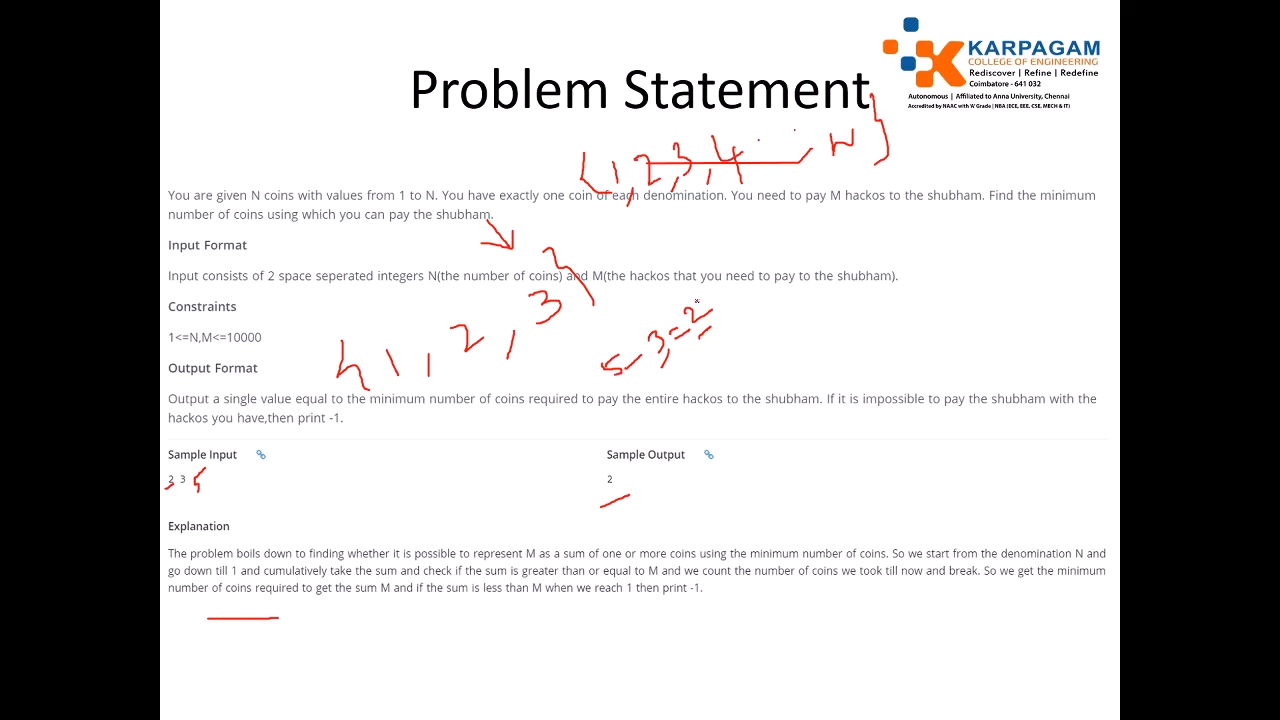 KARPAGAM
COLLEGE OF ENGINEERING
Rediscover | Refine | Redefine
Coimbatore - 641 032
Autonomous | Affiliated to Anna University, Chennai
Accredited by NAAC with 'A' Grade | NBA (ECE, EEE, CSE, MECH & IT)
Problem Statement
{1, 2, 3, 4 . . , N}
You are given N coins with values from 1 to N. You have exactly one coin of each denomination. You need to pay M hackos to the shubham. Find the minimum
number of coins using which you can pay the shubham.
Input Format
Input consists of 2 space seperated integers N(the number of coins) and M(the hackos that you need to pay to the shubham).
{1, 2, 3}
5-3=2
Constraints
1<=N,M<=10000
Output Format
Output a single value equal to the minimum number of coins required to pay the entire hackos to the shubham. If it is impossible to pay the shubham with the
hackos you have,then print -1.
Sample Input
2 3 5
Sample Output
2
Explanation
The problem boils down to finding whether it is possible to represent M as a sum of one or more coins using the minimum number of coins. So we start from the denomination N and
go down till 1 and cumulatively take the sum and check if the sum is greater than or equal to M and we count the number of coins we took till now and break. So we get the minimum
number of coins required to get the sum M and if the sum is less than M when we reach 1 then print -1.